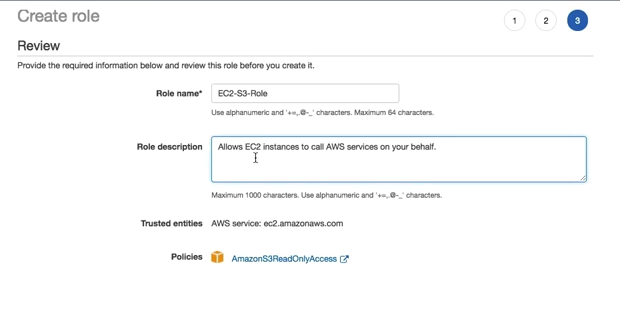 Create role
1 2 3
Review
Provide the required information below and review this role before you create it.
Role name* EC2-S3-Role
Use alphanumeric and '+=,.@-_' characters. Maximum 64 characters.
Role description Allows EC2 instances to call AWS services on your behalf.
Maximum 1000 characters. Use alphanumeric and '+=,.@-_' characters.
Trusted entities AWS service: ec2.amazonaws.com
Policies AmazonS3ReadOnlyAccess